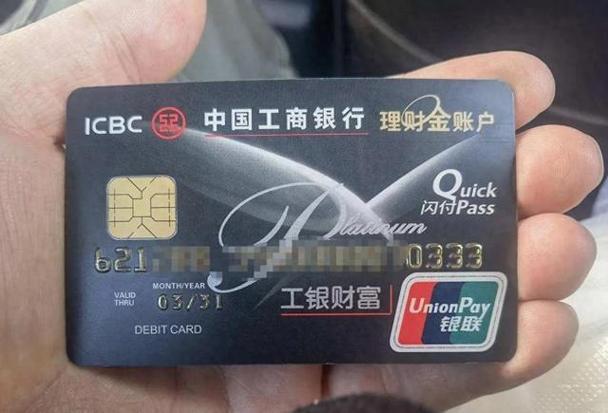 ICBC 中国工商银行 理财金账户
Quick
闪付Pass
Platinum
621 0333
MONTH/YEAR
VALID THRU 03/31
工银财富
DEBIT CARD
UnionPay
银联